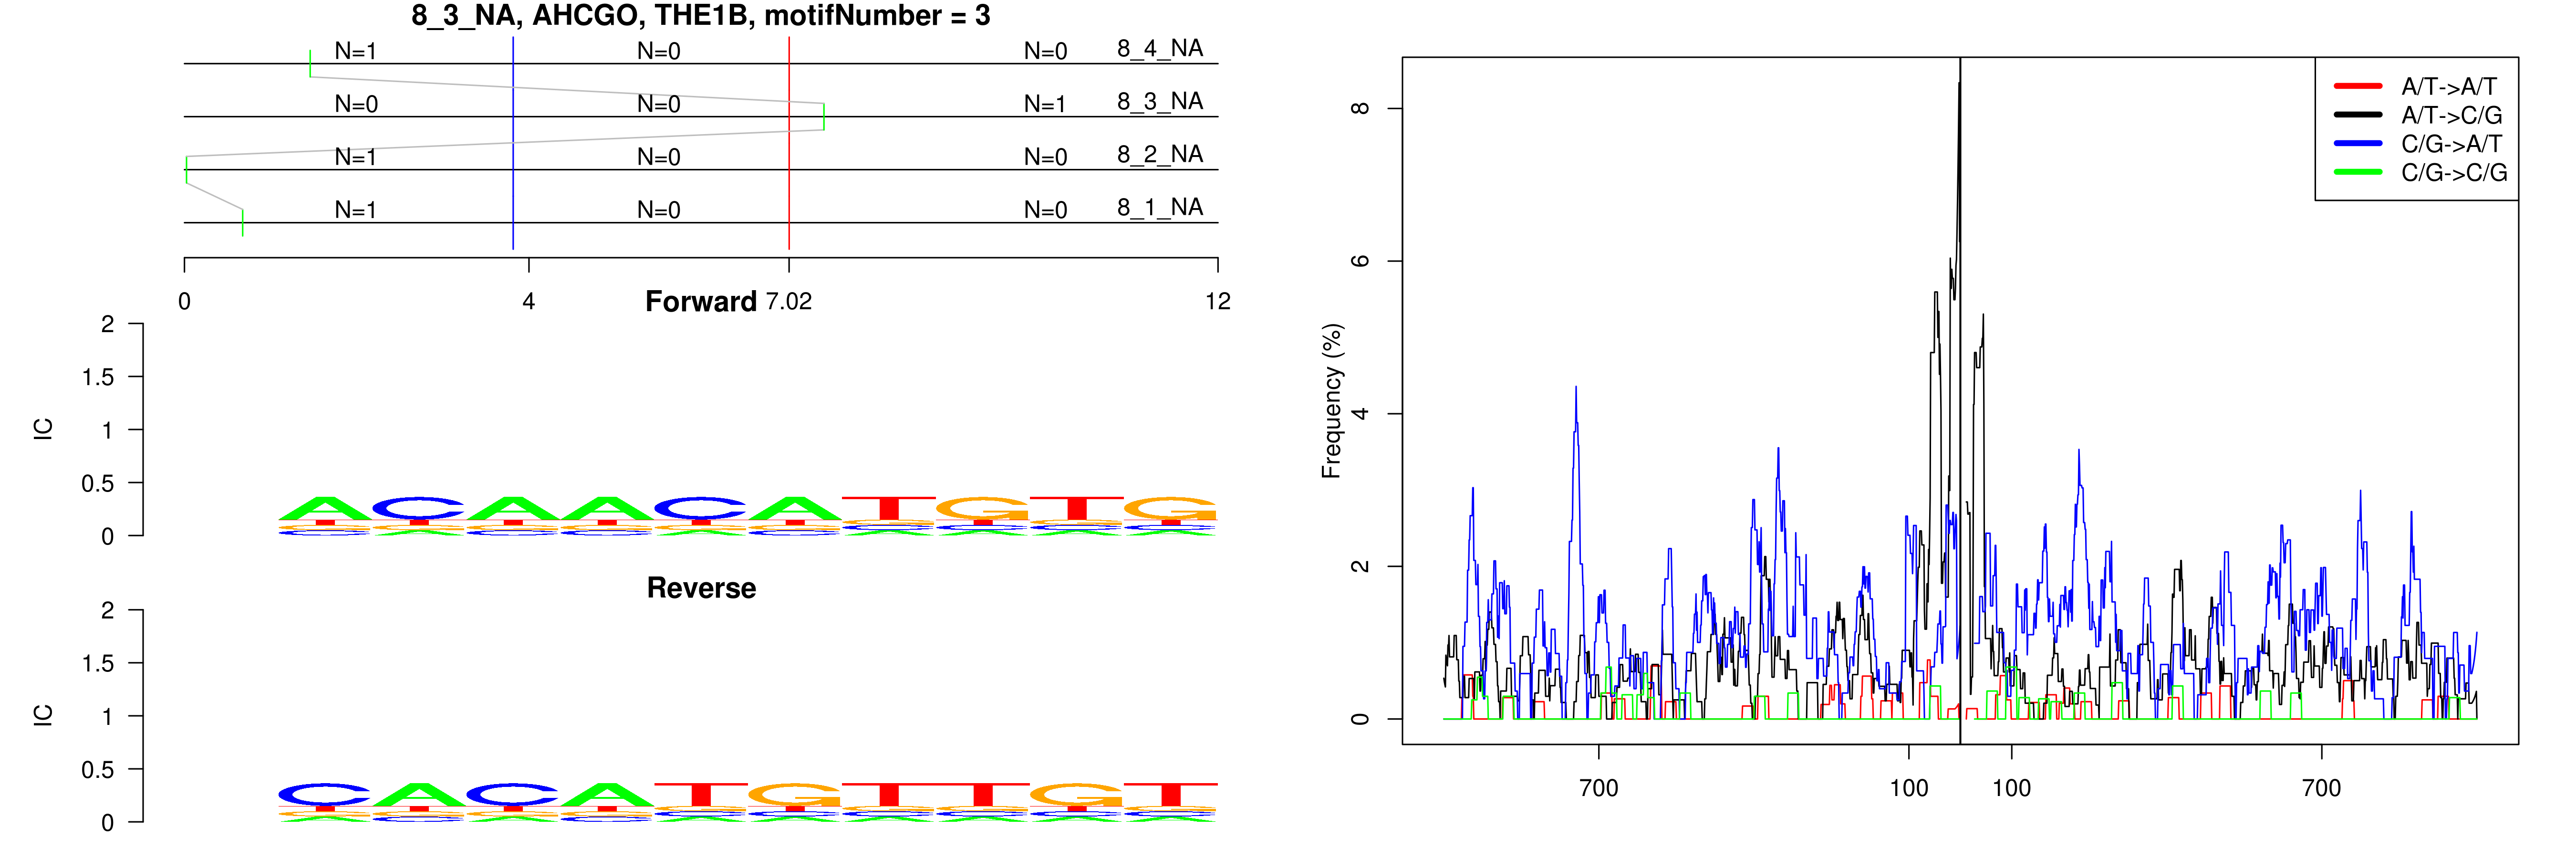 8_3_NA, AHCGO, THE1B, motifNumber = 3
N=1 N=0 N=0 8_4_NA
N=0 N=0 N=1 8_3_NA
N=1 N=0 N=0 8_2_NA
N=1 N=0 N=0 8_1_NA
0 4 7.02 12
Forward
IC
2
1.5
1
0.5
0
ACAACATGTG
Reverse
IC
2
1.5
1
0.5
0
CACATGTTGT
Frequency (%)
8
6
4
2
0
700 100 100 700
A/T->A/T
A/T->C/G
C/G->A/T
C/G->C/G